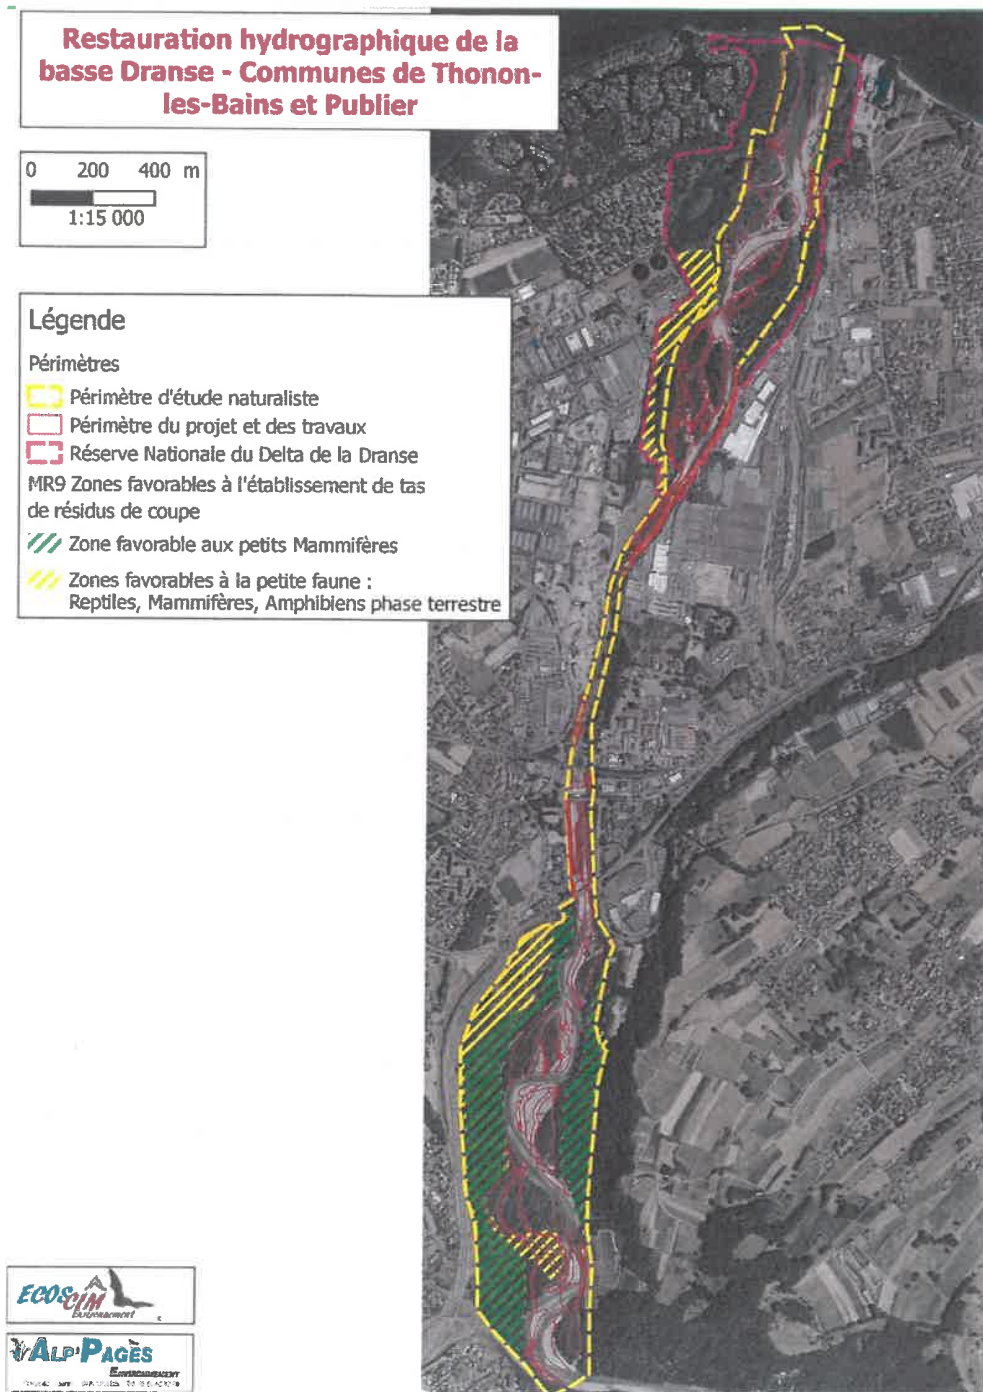 Restauration hydrographique de la
basse Dranse - Communes de Thonon-
les-Bains et Publier
0 200 400 m
1:15 000
Légende
Périmètres
Périmètre d'étude naturaliste
Périmètre du projet et des travaux
Réserve Nationale du Delta de la Dranse
MR9 Zones favorables à l'établissement de tas
de résidus de coupe
Zone favorable aux petits Mammifères
Zones favorables à la petite faune :
Reptiles, Mammifères, Amphibiens phase terrestre
ECOSCIM
Environnement
ALP'PAGÈS
ENVIRONNEMENT